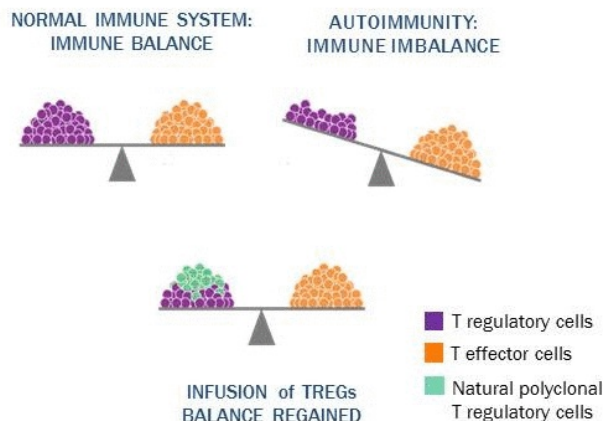 NORMAL IMMUNE SYSTEM:
IMMUNE BALANCE
AUTOIMMUNITY:
IMMUNE IMBALANCE
T regulatory cells
T effector cells
Natural polyclonal
T regulatory cells
INFUSION of TREGs
BALANCE REGAINED